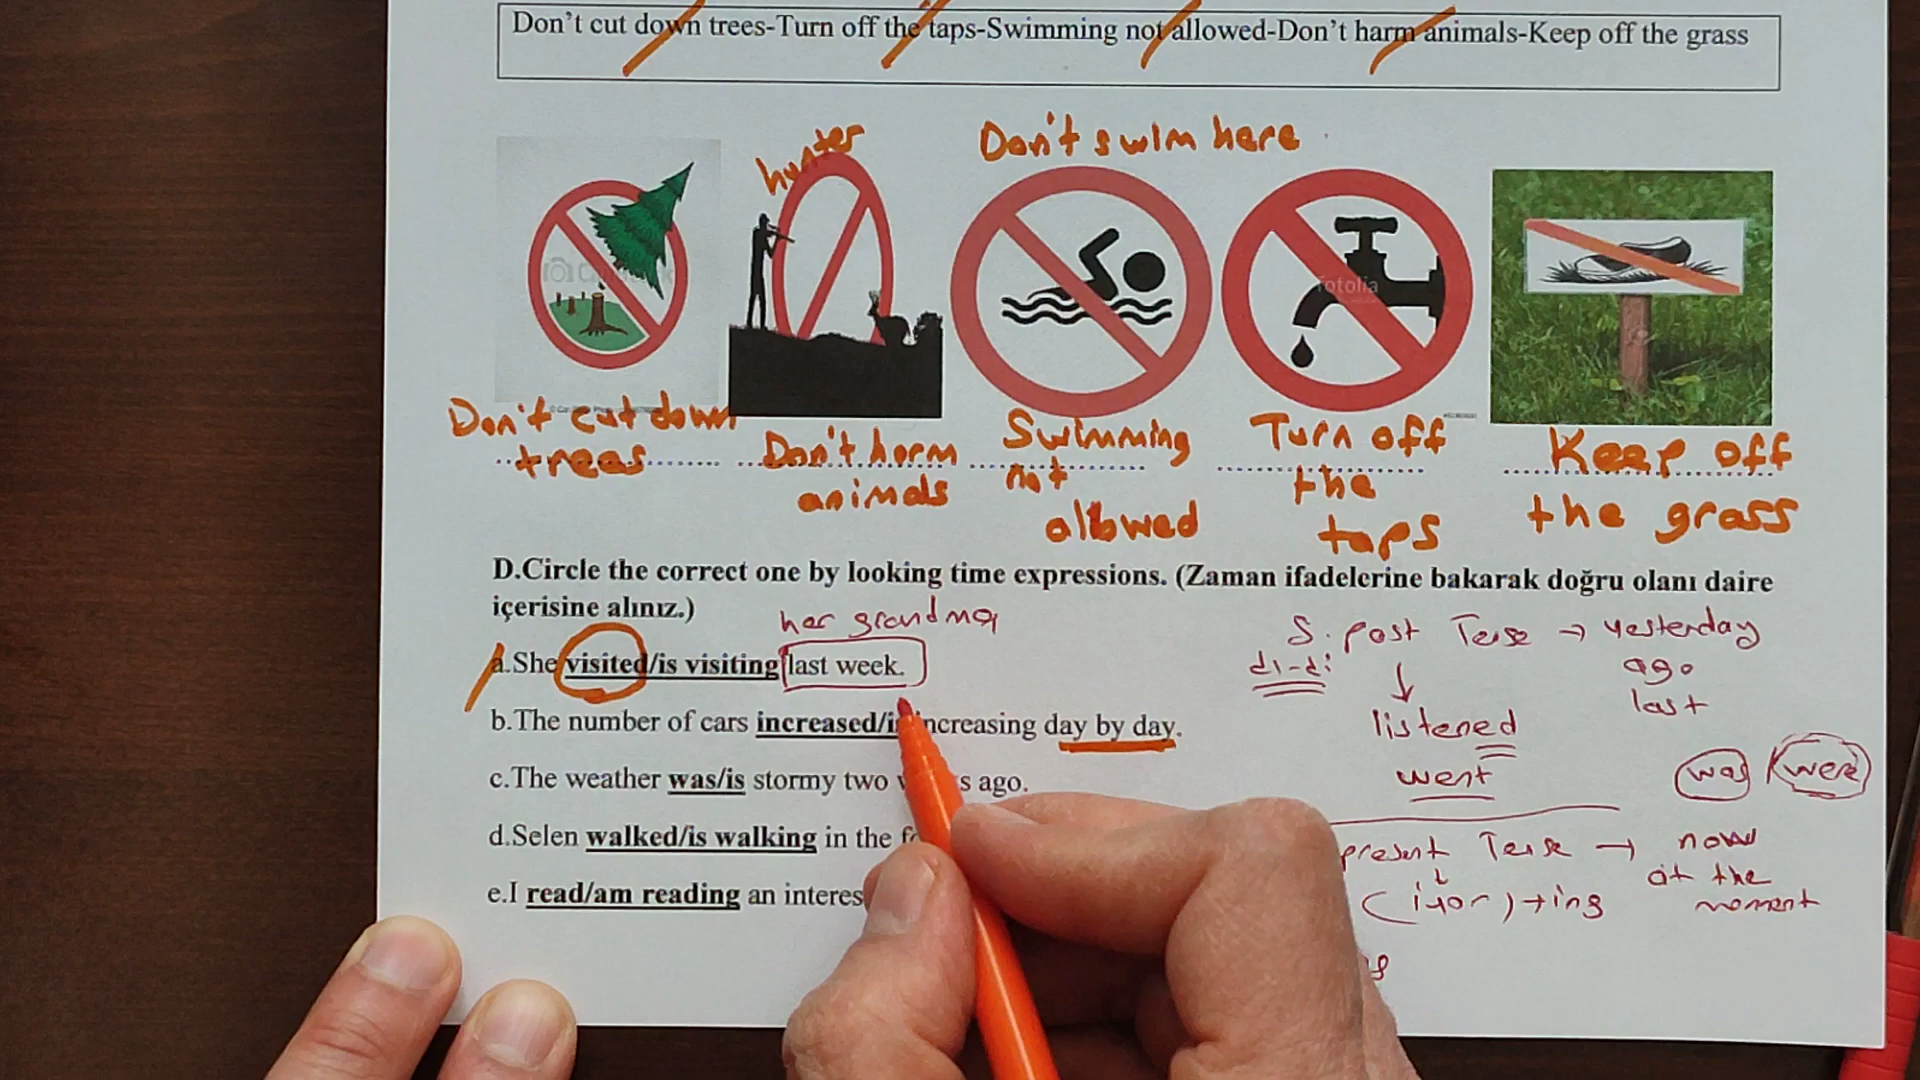 Don't cut down trees-Turn off the taps-Swimming not allowed-Don't harm animals-Keep off the grass
hunter
Don't swim here
fotolia
Don't cut down
trees
Don't harm
animals
Swimming
not
allowed
Turn off
the
taps
Keep off
the grass
D.Circle the correct one by looking time expressions. (Zaman ifadelerine bakarak doğru olanı daire
içerisine alınız.)
her grandma
a.She visited/is visiting last week.
b.The number of cars increased/is increasing day by day.
c.The weather was/is stormy two ago.
d.Selen walked/is walking in the
e.I read/am reading an
S. past Tense → yesterday
dı-di
ago
last
listened
went
was / were
present Tense → now
at the
moment
(iyor) + ing